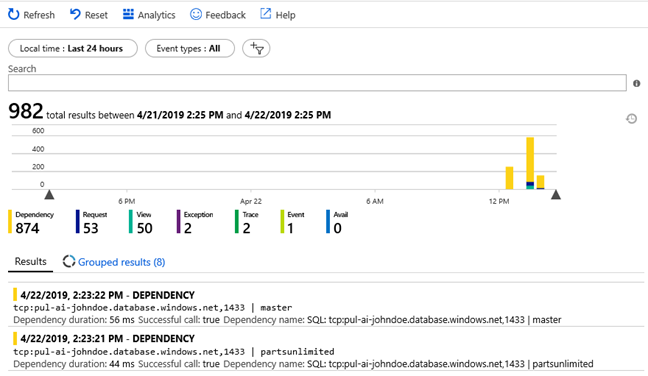 Refresh Reset Analytics Feedback Help
Local time : Last 24 hours Event types : All
Search
982 total results between 4/21/2019 2:25 PM and 4/22/2019 2:25 PM
600
400
200
0
6 PM Apr 22 6 AM 12 PM
Dependency Request View Exception Trace Event Avail
874 53 50 2 2 1 0
Results Grouped results (8)
4/22/2019, 2:23:22 PM - DEPENDENCY
tcp:pul-ai-johndoe.database.windows.net,1433 | master
Dependency duration: 56 ms Successful call: true Dependency name: SQL: tcp:pul-ai-johndoe.database.windows.net,1433 | master
4/22/2019, 2:23:21 PM - DEPENDENCY
tcp:pul-ai-johndoe.database.windows.net,1433 | partsunlimited
Dependency duration: 44 ms Successful call: true Dependency name: SQL: tcp:pul-ai-johndoe.database.windows.net,1433 | partsunlimited